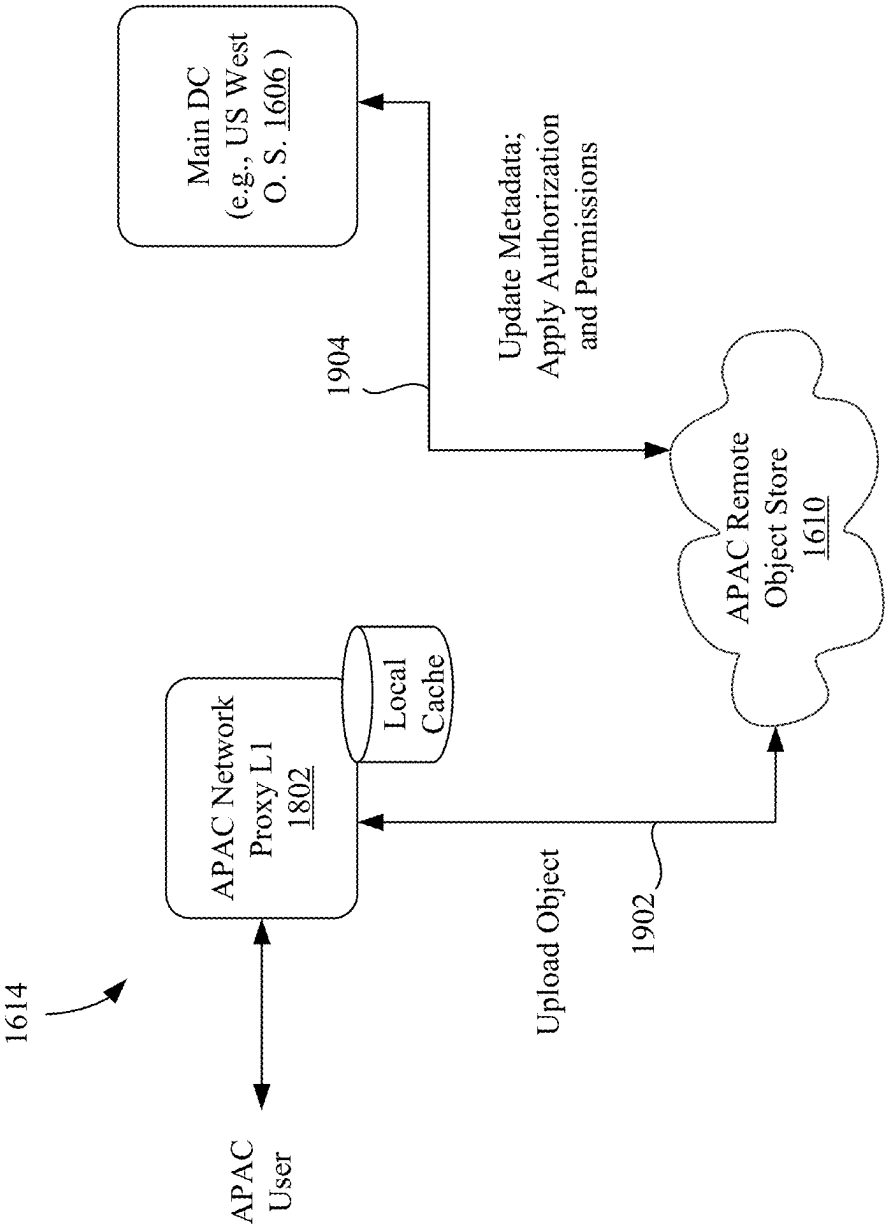 1614
APAC
User
APAC Network
Proxy L1
1802
Local
Cache
Main DC
(e.g., US West
O. S. 1606 )
Upload Object
1902
1904
Update Metadata;
Apply Authorization
and Permissions
APAC Remote
Object Store
1610